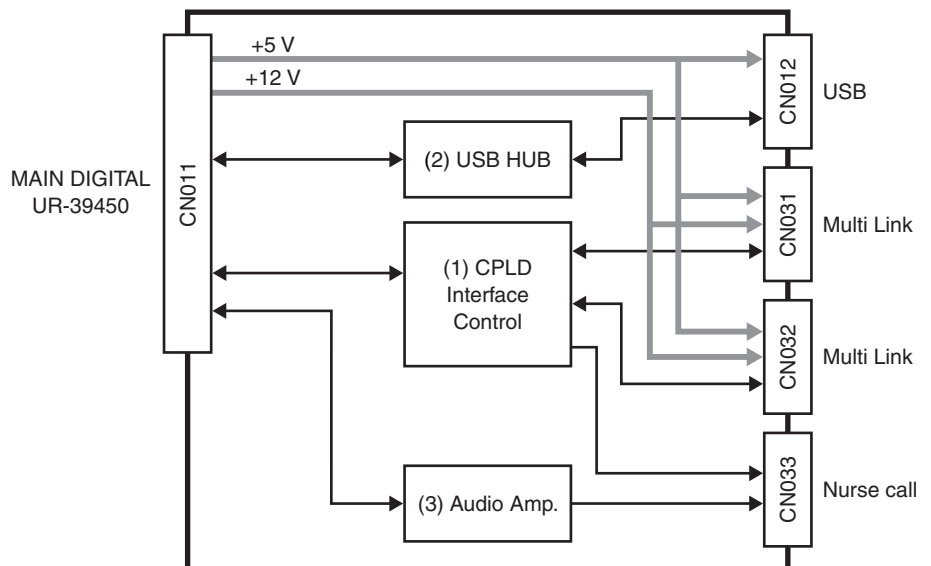 +5 V
+12 V
CN011
MAIN DIGITAL
UR-39450
(2) USB HUB
(1) CPLD
Interface
Control
(3) Audio Amp.
CN012
USB
CN031
Multi Link
CN032
Multi Link
CN033
Nurse call